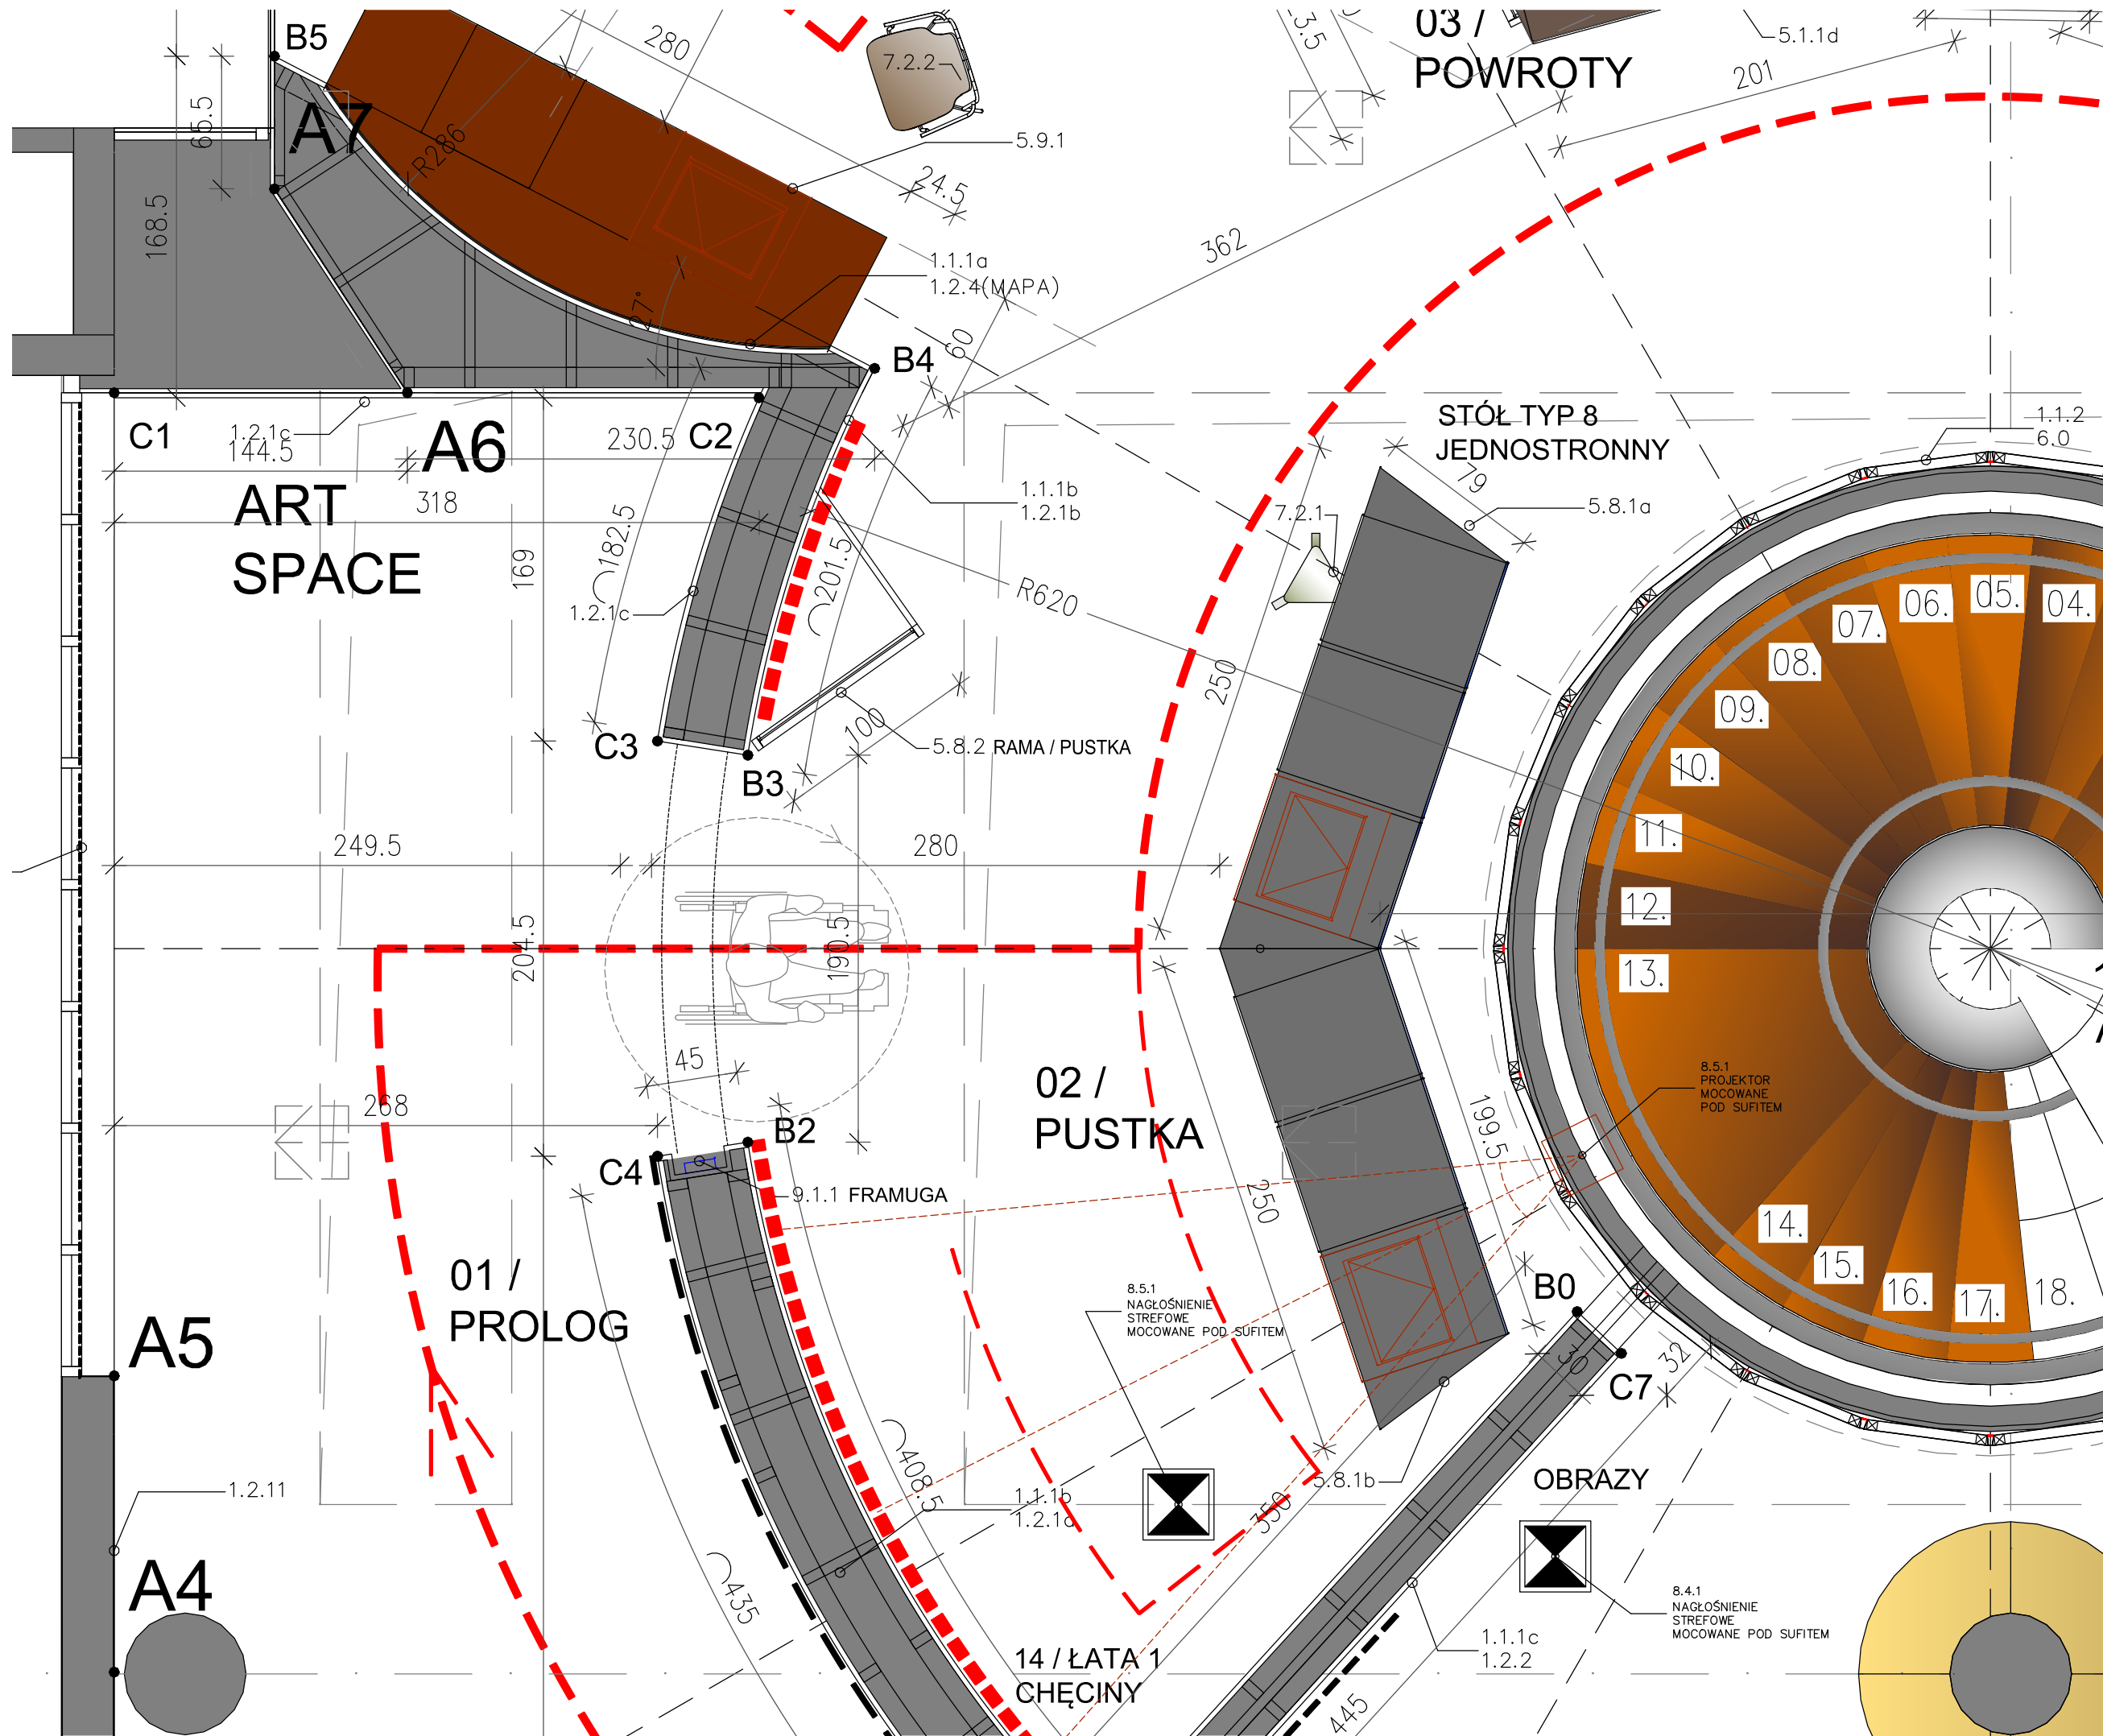 B5
280
7.2.2
3.5
03 /
POWROTY
5.1.1d
201
A7
65.5
R286
5.9.1
24.5
168.5
362
1.1.1a
1.2.4(MAPA)
27°
60
B4
C1
1.2.1c
144.5
A6
230.5
C2
STÓŁ TYP 8
JEDNOSTRONNY
1.1.2
6.0
79
ART
SPACE
318
1.1.1b
1.2.1b
7.2.1
5.8.1a
182.5
169
201.5
R620
1.2.1c
250
04.
05.
06.
07.
08.
09.
10.
11.
12.
13.
14.
15.
16.
17.
18.
C3
B3
100
5.8.2 RAMA / PUSTKA
249.5
280
204.5
190.5
45
268
02 /
PUSTKA
B2
C4
9.1.1 FRAMUGA
199.5
250
8.5.1
PROJEKTOR
MOCOWANE
POD SUFITEM
01 /
PROLOG
8.5.1
NAGŁOŚNIENIE
STREFOWE
MOCOWANE POD SUFITEM
B0
30
32
C7
A5
408.5
5.8.1b
OBRAZY
1.2.11
1.1.1b
1.2.1d
350
A4
435
8.4.1
NAGŁOŚNIENIE
STREFOWE
MOCOWANE POD SUFITEM
14 / ŁATA 1
CHĘCINY
1.1.1c
1.2.2
445